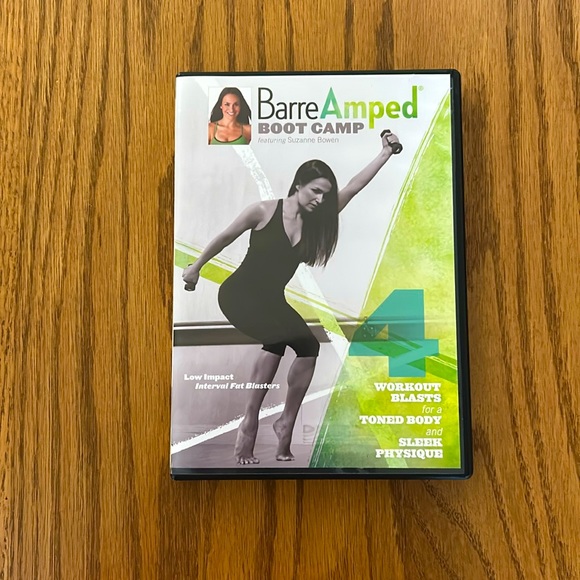 BarreAmped®
BOOT CAMP
featuring Suzanne Bowen
4
Low Impact
Interval Fat Blasters
WORKOUT
BLASTS
for a
TONED BODY
and
SLEEK
PHYSIQUE